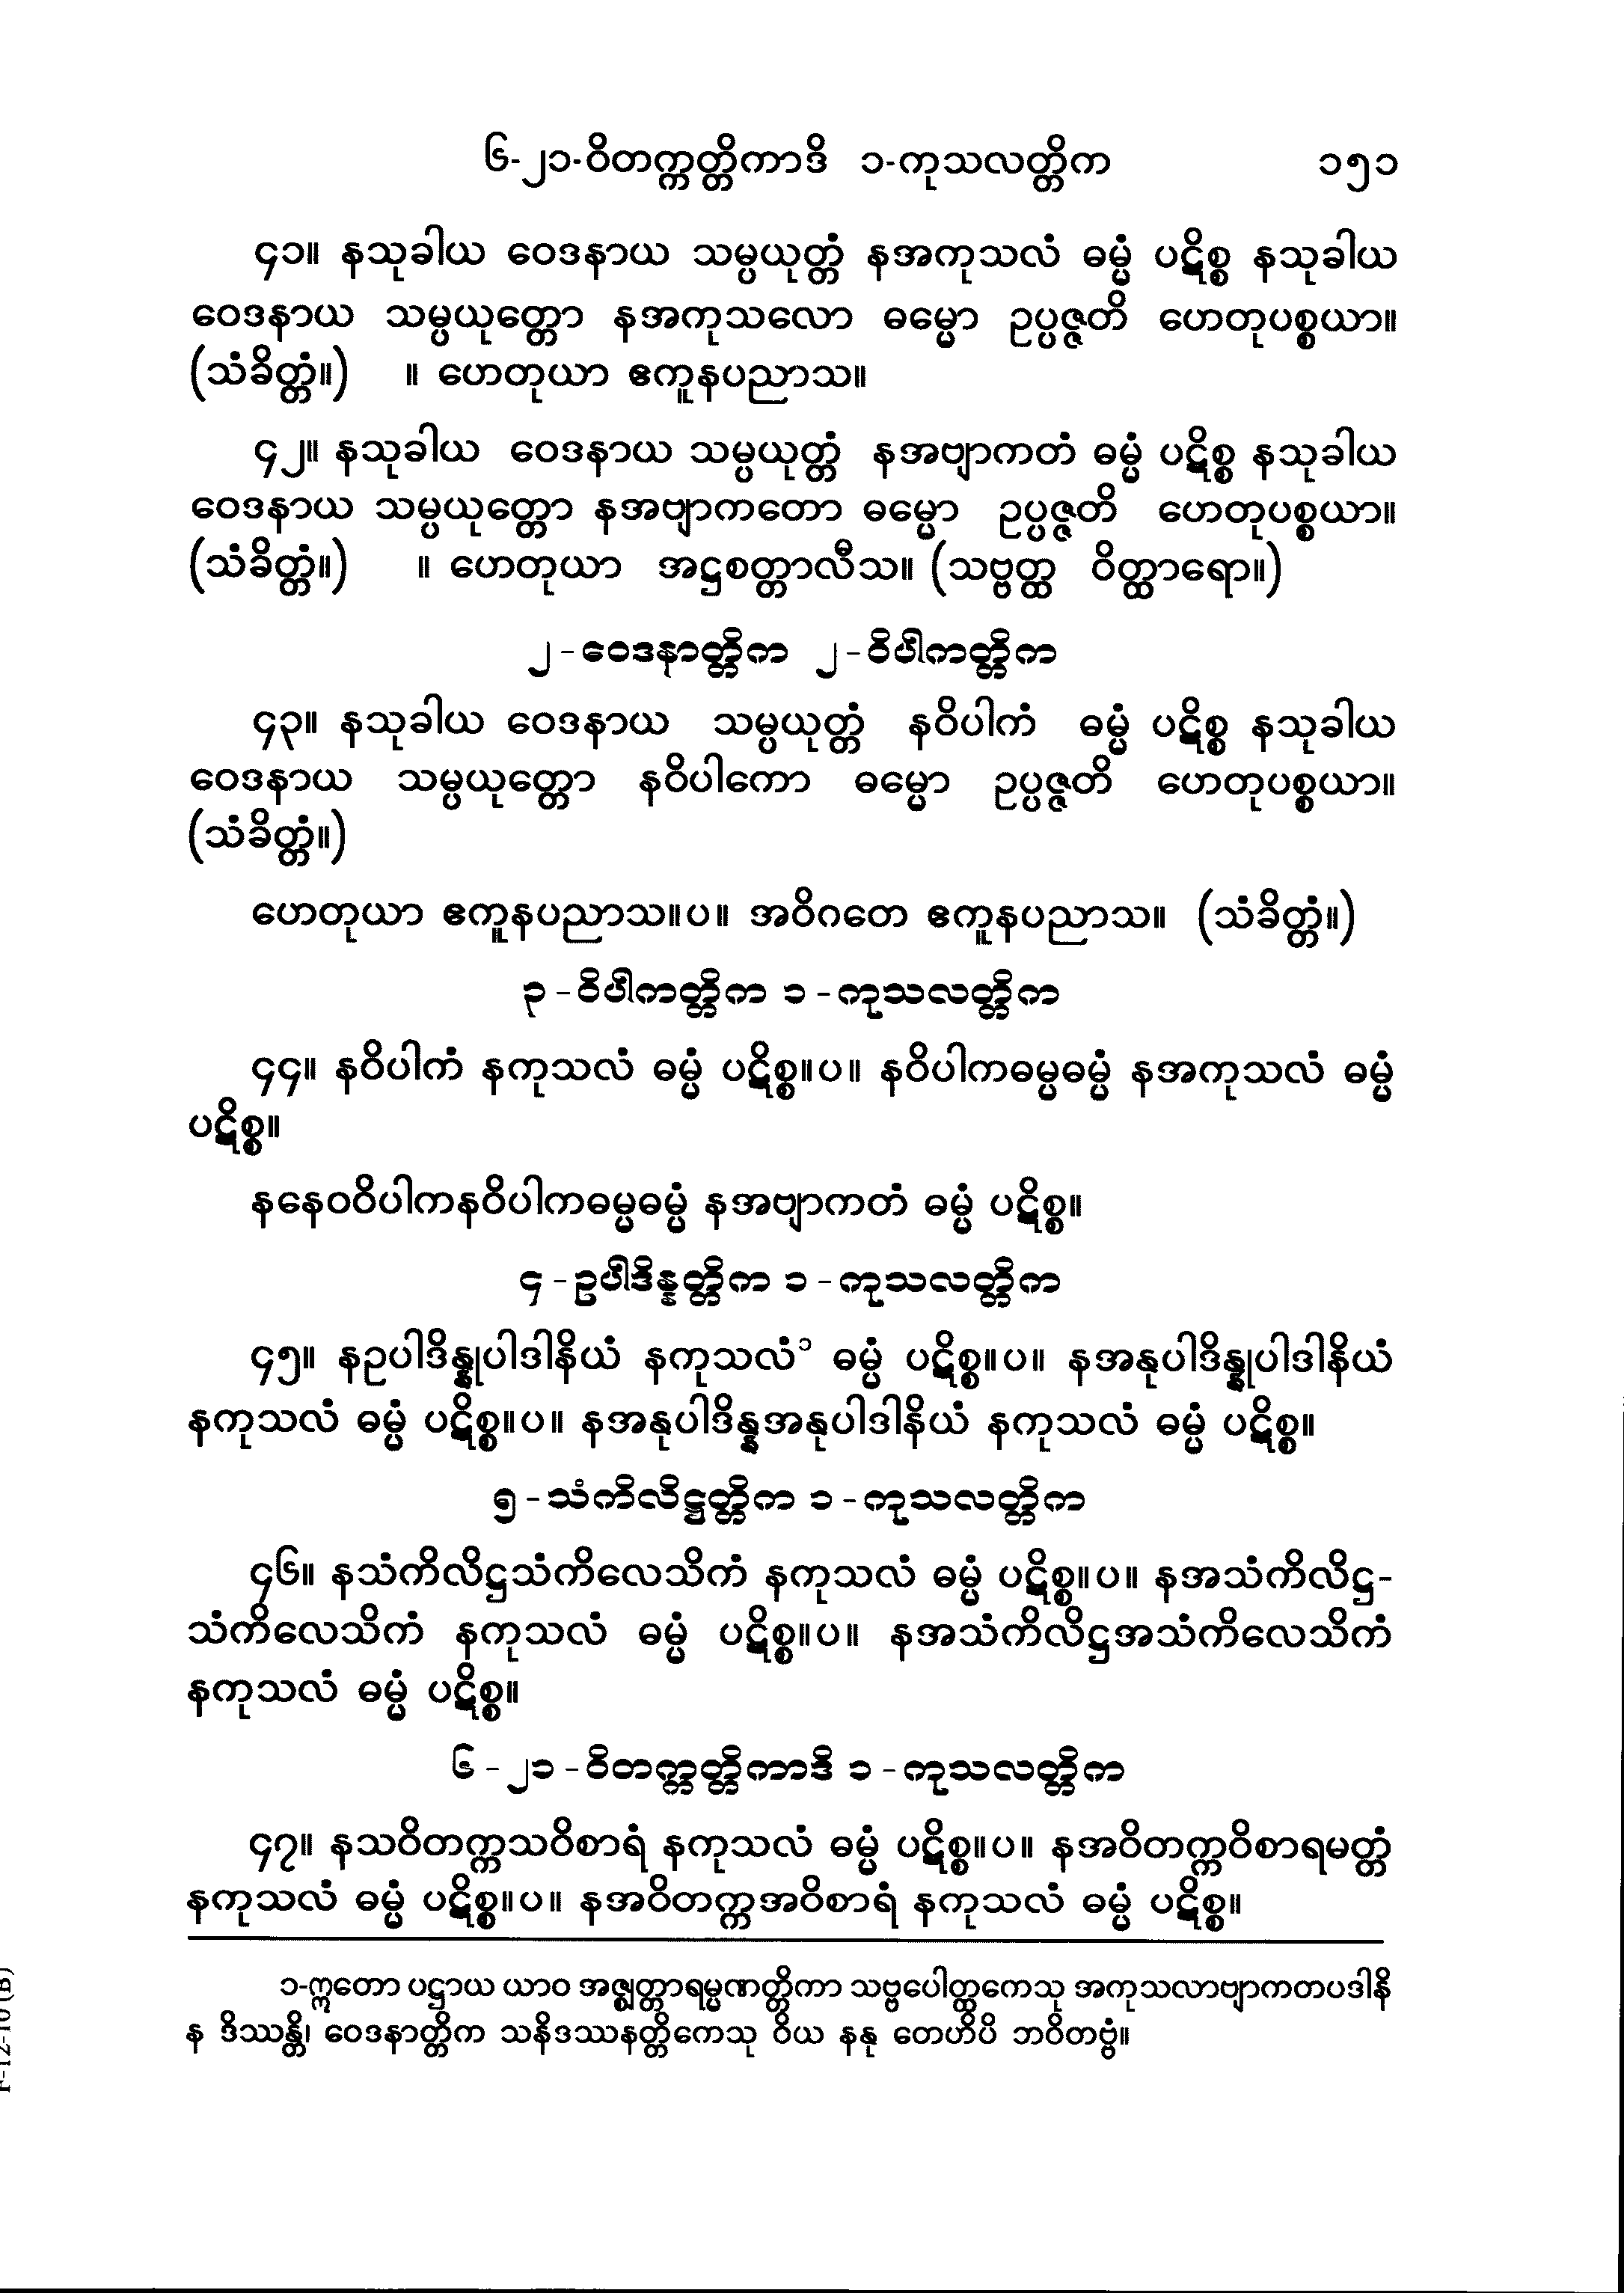 ၆-၂၁-ဝိတက္ကတ္တိကာဒိ ၁-ကုသလတ္တိက ၁၅၁
၄၁။ နသုခါယ ဝေဒနာယ သမ္ပယုတ္တံ နအကုသလံ ဓမ္မံ ပဋိစ္စ နသုခါယ
ဝေဒနာယ သမ္ပယုတ္တော နအကုသလော ဓမ္မော ဥပ္ပဇ္ဇတိ ဟေတုပစ္စယာ။
(သံခိတ္တံ။) ။ ဟေတုယာ ဧကူနပညာသ။
၄၂။ နသုခါယ ဝေဒနာယ သမ္ပယုတ္တံ နအဗျာကတံ ဓမ္မံ ပဋိစ္စ နသုခါယ
ဝေဒနာယ သမ္ပယုတ္တော နအဗျာကတော ဓမ္မော ဥပ္ပဇ္ဇတိ ဟေတုပစ္စယာ။
(သံခိတ္တံ။) ။ ဟေတုယာ အဋ္ဌစတ္တာလီသ။ (သဗ္ဗတ္ထ ဝိတ္ထာရော။)
၂-ဝေဒနာတ္တိက ၂-ဝိပါကတ္တိက
၄၃။ နသုခါယ ဝေဒနာယ သမ္ပယုတ္တံ နဝိပါကံ ဓမ္မံ ပဋိစ္စ နသုခါယ
ဝေဒနာယ သမ္ပယုတ္တော နဝိပါကော ဓမ္မော ဥပ္ပဇ္ဇတိ ဟေတုပစ္စယာ။
(သံခိတ္တံ။)
ဟေတုယာ ဧကူနပညာသ။ပ။ အဝိဂတေ ဧကူနပညာသ။ (သံခိတ္တံ။)
၃-ဝိပါကတ္တိက ၁-ကုသလတ္တိက
၄၄။ နဝိပါကံ နကုသလံ ဓမ္မံ ပဋိစ္စ။ပ။ နဝိပါကဓမ္မဓမ္မံ နအကုသလံ ဓမ္မံ
ပဋိစ္စ။
နနေဝဝိပါကနဝိပါကဓမ္မဓမ္မံ နအဗျာကတံ ဓမ္မံ ပဋိစ္စ။
၄-ဥပါဒိန္နတ္တိက ၁-ကုသလတ္တိက
၄၅။ နဥပါဒိန္နုပါဒါနိယံ နကုသလံ၁ ဓမ္မံ ပဋိစ္စ။ပ။ နအနုပါဒိန္နုပါဒါနိယံ
နကုသလံ ဓမ္မံ ပဋိစ္စ။ပ။ နအနုပါဒိန္နအနုပါဒါနိယံ နကုသလံ ဓမ္မံ ပဋိစ္စ။
၅-သံကိလိဋ္ဌတ္တိက ၁-ကုသလတ္တိက
၄၆။ နသံကိလိဋ္ဌသံကိလေသိကံ နကုသလံ ဓမ္မံ ပဋိစ္စ။ပ။ နအသံကိလိဋ္ဌ-
သံကိလေသိကံ နကုသလံ ဓမ္မံ ပဋိစ္စ။ပ။ နအသံကိလိဋ္ဌအသံကိလေသိကံ
နကုသလံ ဓမ္မံ ပဋိစ္စ။
၆-၂၁-ဝိတက္ကတ္တိကာဒိ ၁-ကုသလတ္တိက
၄၇။ နသဝိတက္ကသဝိစာရံ နကုသလံ ဓမ္မံ ပဋိစ္စ။ပ။ နအဝိတက္ကဝိစာရမတ္တံ
နကုသလံ ဓမ္မံ ပဋိစ္စ။ပ။ နအဝိတက္ကအဝိစာရံ နကုသလံ ဓမ္မံ ပဋိစ္စ။
၁-ဣတော ပဋ္ဌာယ ယာဝ အဇ္ဈတ္တာရမ္မဏတ္တိကာ သဗ္ဗပေါတ္ထကေသု အကုသလာဗျာကတပဒါနိ
န ဒိဿန္တိ၊ ဝေဒနာတ္တိက သနိဒဿနတ္တိကေသု ဝိယ နနု တေဟိပိ ဘဝိတဗ္ဗံ။